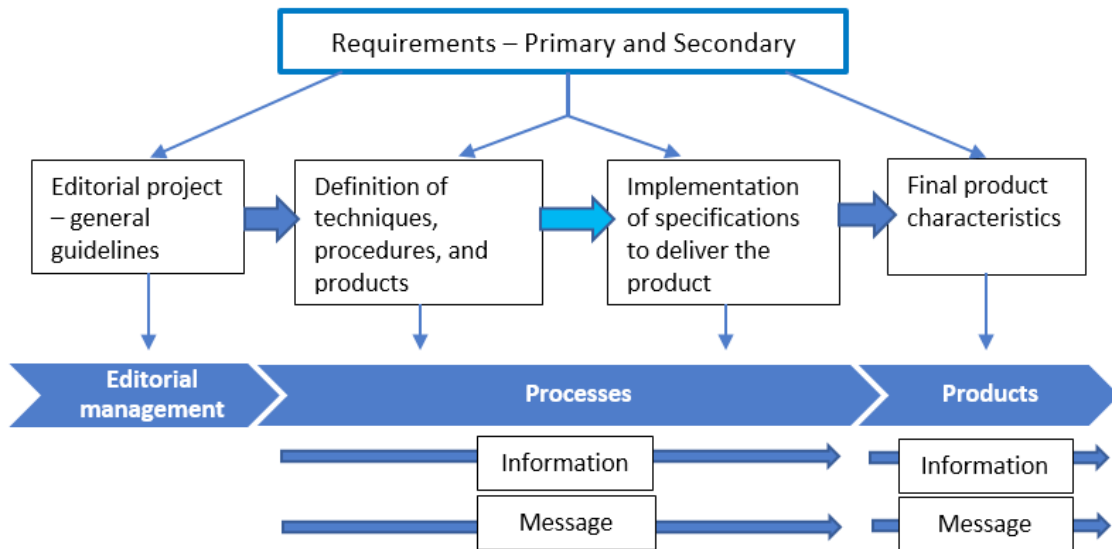 Requirements – Primary and Secondary
Editorial project
– general
guidelines
Definition of
techniques,
procedures, and
products
Implementation
of specifications
to deliver the
product
Final product
characteristics
Editorial
management
Processes
Products
Information
Information
Message
Message